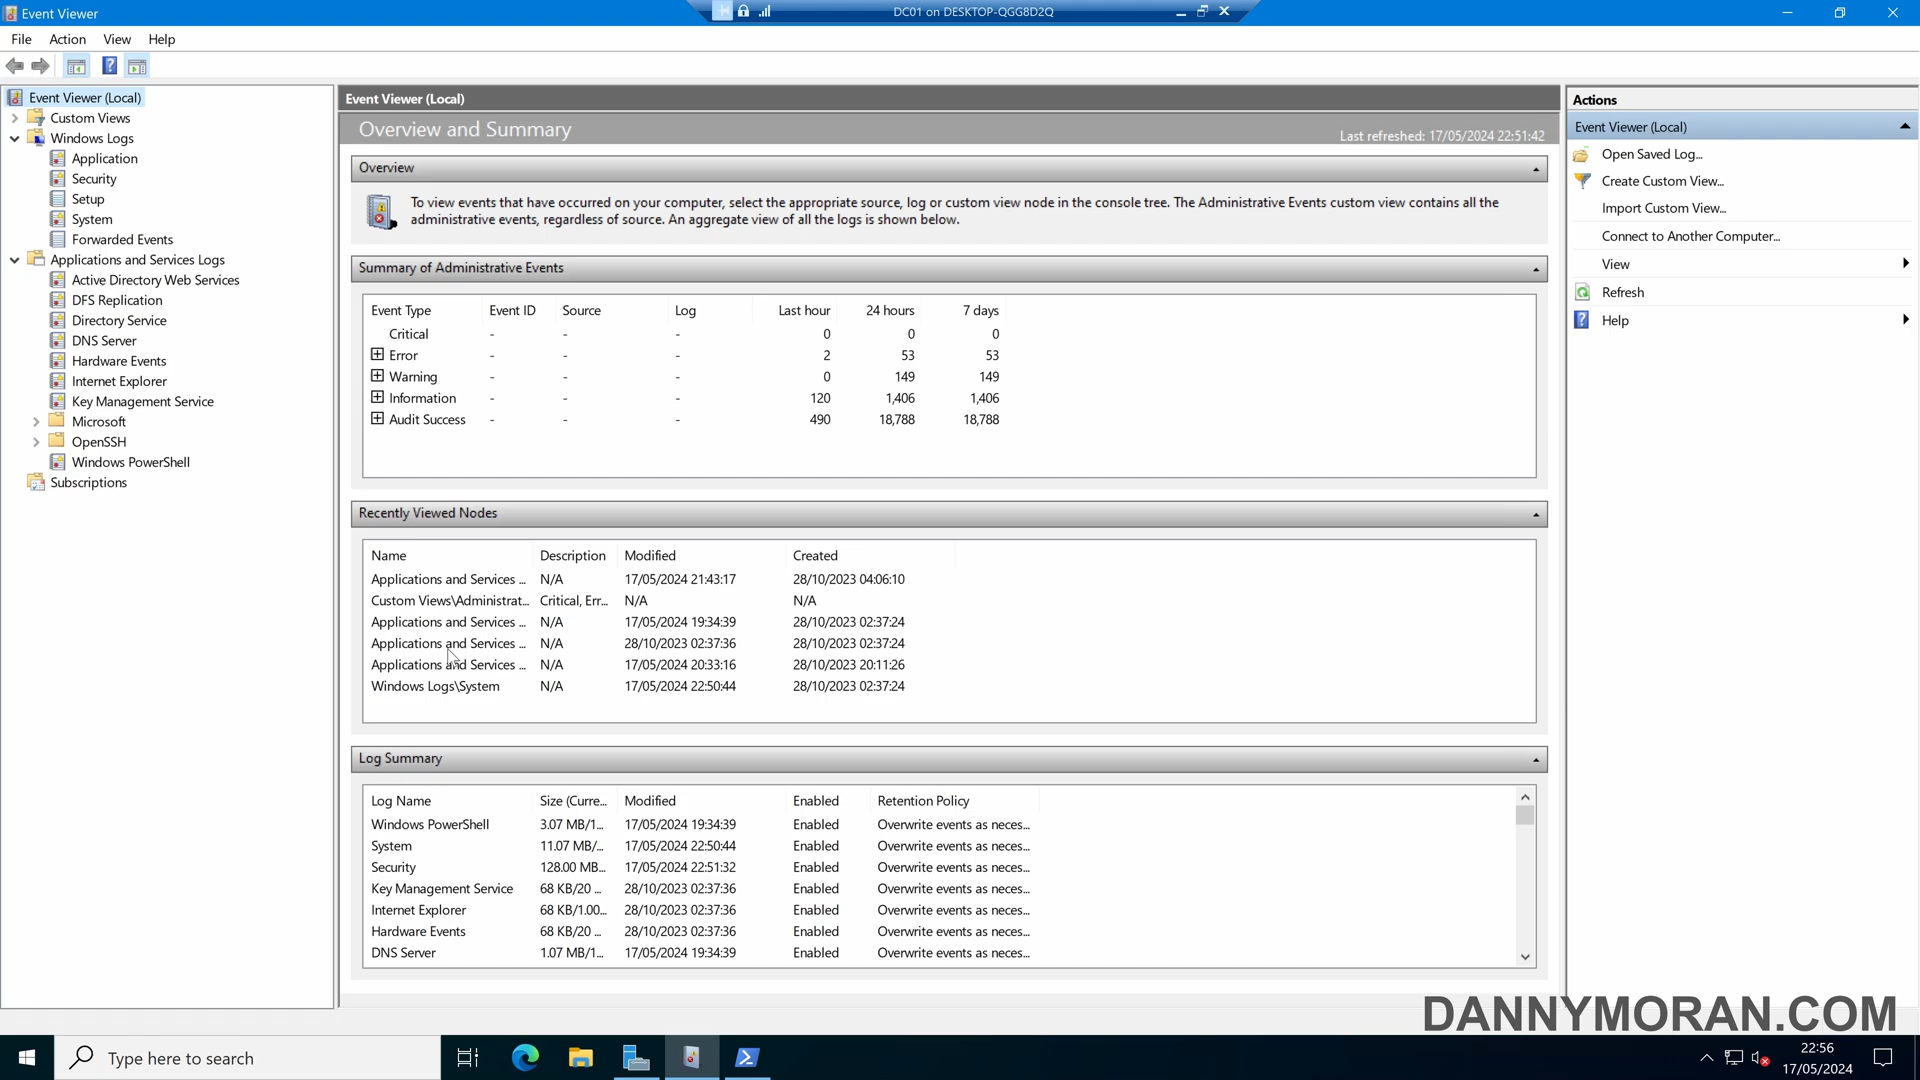 Event Viewer
DC01 on DESKTOP-QGG8D2Q
File Action View Help
Event Viewer (Local)
Custom Views
Windows Logs
Application
Security
Setup
System
Forwarded Events
Applications and Services Logs
Active Directory Web Services
DFS Replication
Directory Service
DNS Server
Hardware Events
Internet Explorer
Key Management Service
Microsoft
OpenSSH
Windows PowerShell
Subscriptions
Event Viewer (Local)
Overview and Summary
Last refreshed: 17/05/2024 22:51:42
Overview
To view events that have occurred on your computer, select the appropriate source, log or custom view node in the console tree. The Administrative Events custom view contains all the
administrative events, regardless of source. An aggregate view of all the logs is shown below.
Summary of Administrative Events
Event Type Event ID Source Log Last hour 24 hours 7 days
Critical - - - 0 0 0
Error - - - 2 53 53
Warning - - - 0 149 149
Information - - - 120 1,406 1,406
Audit Success - - - 490 18,788 18,788
Recently Viewed Nodes
Name Description Modified Created
Applications and Services ... N/A 17/05/2024 21:43:17 28/10/2023 04:06:10
Custom Views\Administrat... Critical, Err... N/A N/A
Applications and Services ... N/A 17/05/2024 19:34:39 28/10/2023 02:37:24
Applications and Services ... N/A 28/10/2023 02:37:36 28/10/2023 02:37:24
Applications and Services ... N/A 17/05/2024 20:33:16 28/10/2023 20:11:26
Windows Logs\System N/A 17/05/2024 22:50:44 28/10/2023 02:37:24
Log Summary
Log Name Size (Curre... Modified Enabled Retention Policy
Windows PowerShell 3.07 MB/1... 17/05/2024 19:34:39 Enabled Overwrite events as neces...
System 11.07 MB/... 17/05/2024 22:50:44 Enabled Overwrite events as neces...
Security 128.00 MB... 17/05/2024 22:51:32 Enabled Overwrite events as neces...
Key Management Service 68 KB/20 ... 28/10/2023 02:37:36 Enabled Overwrite events as neces...
Internet Explorer 68 KB/1.00... 28/10/2023 02:37:36 Enabled Overwrite events as neces...
Hardware Events 68 KB/20 ... 28/10/2023 02:37:36 Enabled Overwrite events as neces...
DNS Server 1.07 MB/1... 17/05/2024 19:34:39 Enabled Overwrite events as neces...
Actions
Event Viewer (Local)
Open Saved Log...
Create Custom View...
Import Custom View...
Connect to Another Computer...
View
Refresh
Help
DANNYMORAN.COM
Type here to search
22:56
17/05/2024